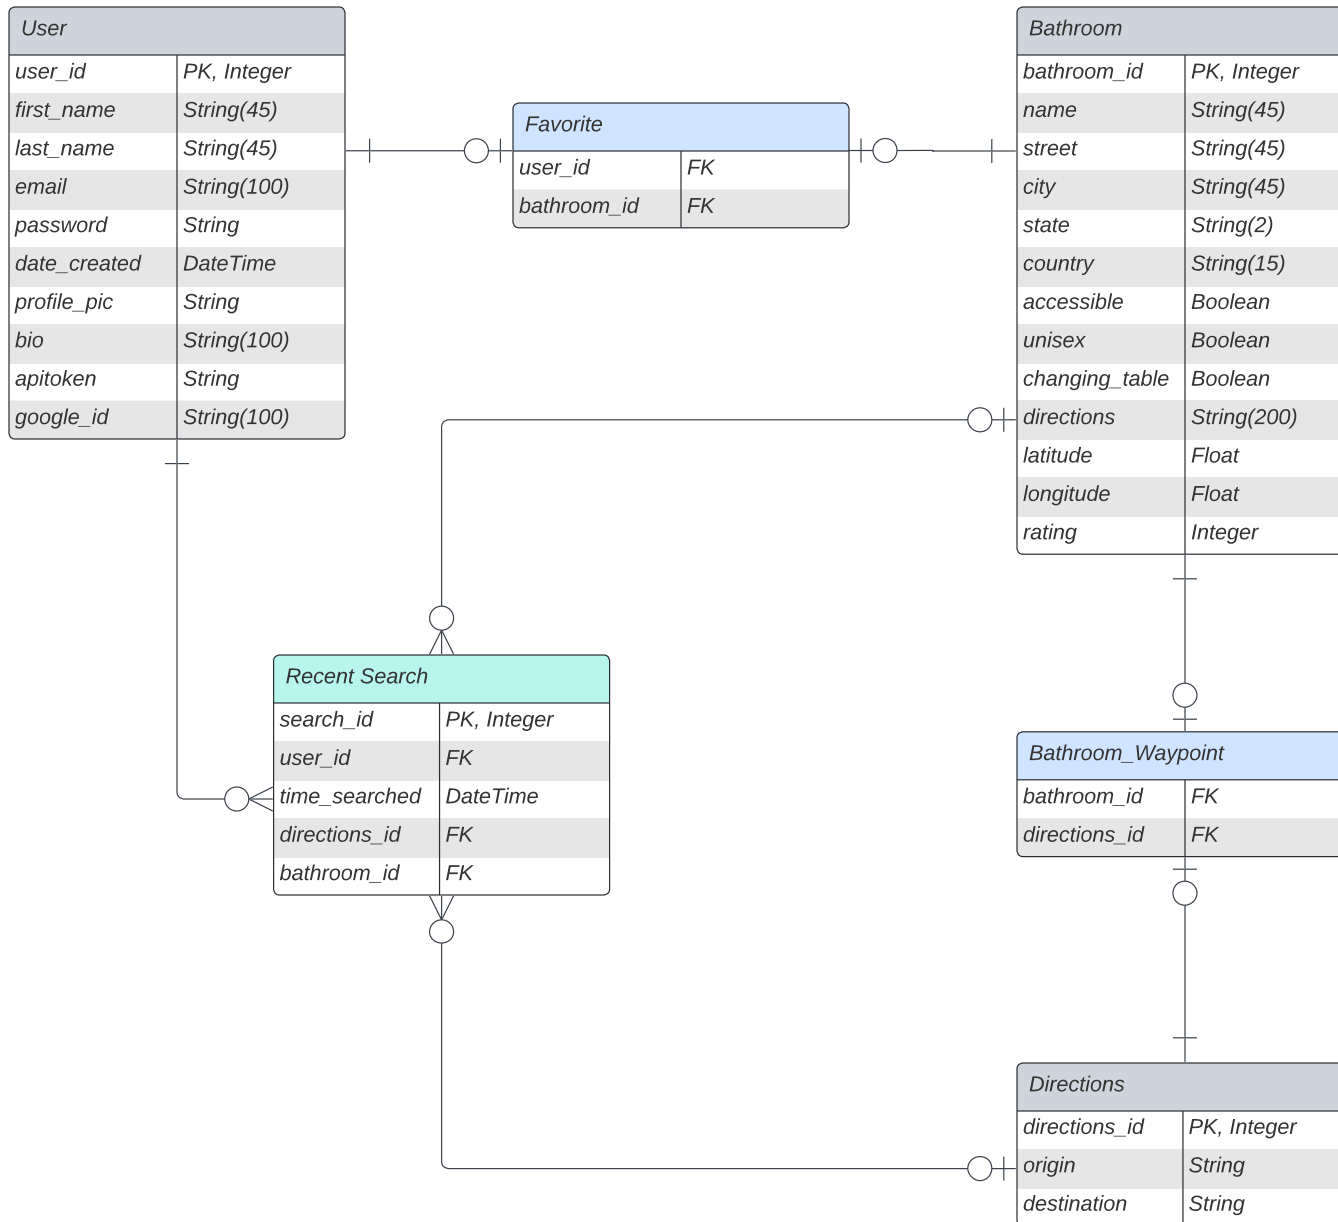 User
user_id PK, Integer
first_name String(45)
last_name String(45)
email String(100)
password String
date_created DateTime
profile_pic String
bio String(100)
apitoken String
google_id String(100)
Favorite
user_id FK
bathroom_id FK
Bathroom
bathroom_id PK, Integer
name String(45)
street String(45)
city String(45)
state String(2)
country String(15)
accessible Boolean
unisex Boolean
changing_table Boolean
directions String(200)
latitude Float
longitude Float
rating Integer
Recent Search
search_id PK, Integer
user_id FK
time_searched DateTime
directions_id FK
bathroom_id FK
Bathroom_Waypoint
bathroom_id FK
directions_id FK
Directions
directions_id PK, Integer
origin String
destination String